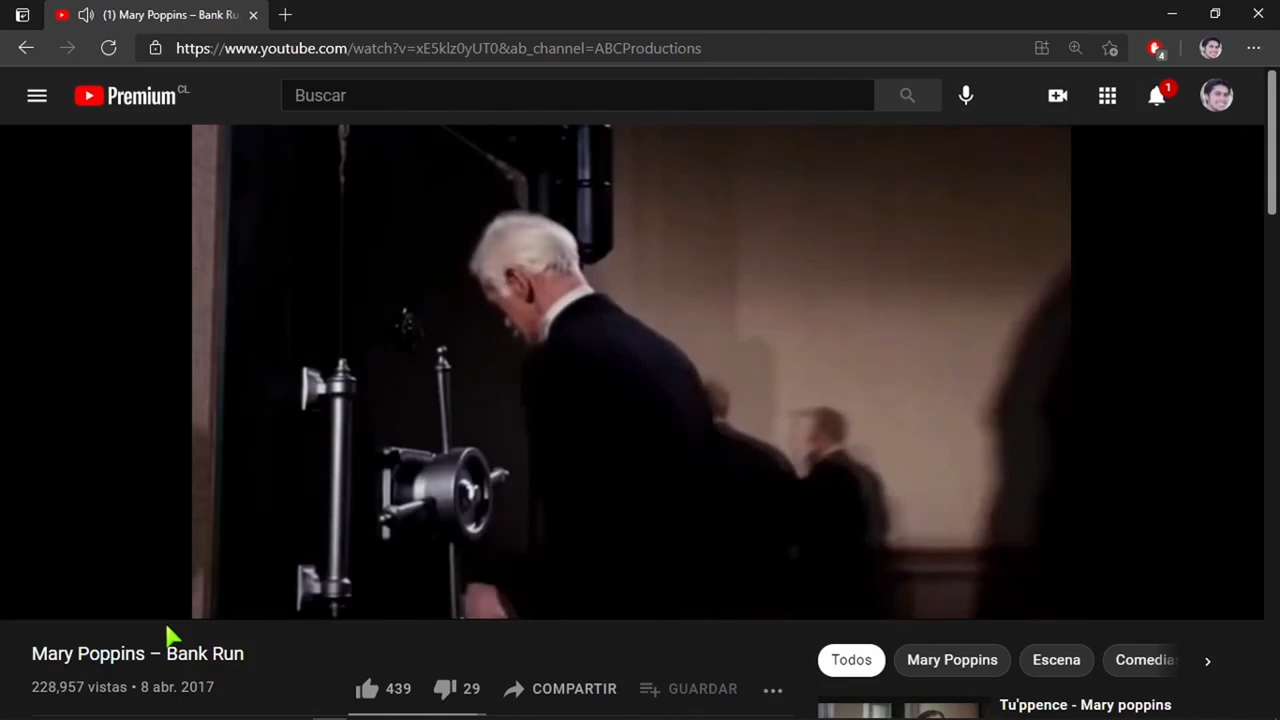 (1) Mary Poppins – Bank Ru
https://www.youtube.com/watch?v=xE5klz0yUT0&ab_channel=ABCProductions
4
Premium CL
Buscar
1
Mary Poppins – Bank Run
228,957 vistas • 8 abr. 2017
439
29
COMPARTIR
GUARDAR
Todos
Mary Poppins
Escena
Comedia
Tu'ppence - Mary poppins